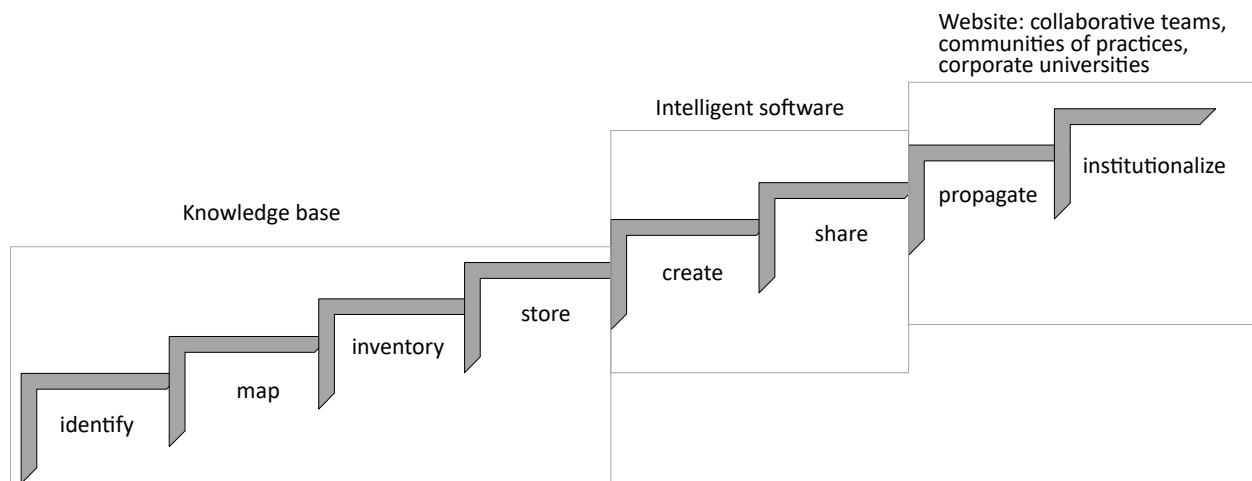 Website: collaborative teams,
communities of practices,
corporate universities
Intelligent software
Knowledge base
identify
map
inventory
store
create
share
propagate
institutionalize